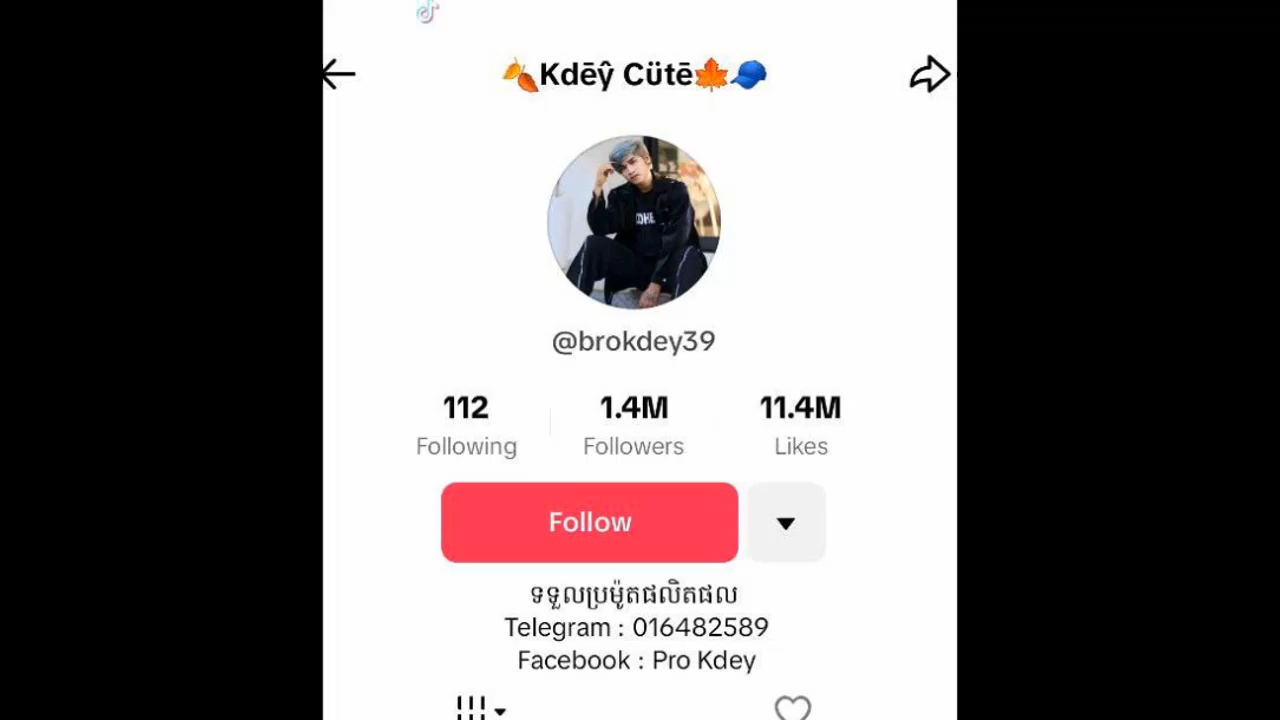 🍂Kdēŷ Cütē🍁🧢
@brokdey39
112
Following
1.4M
Followers
11.4M
Likes
Follow
ទទួលប្រម៉ូតផលិតផល
Telegram : 016482589
Facebook : Pro Kdey